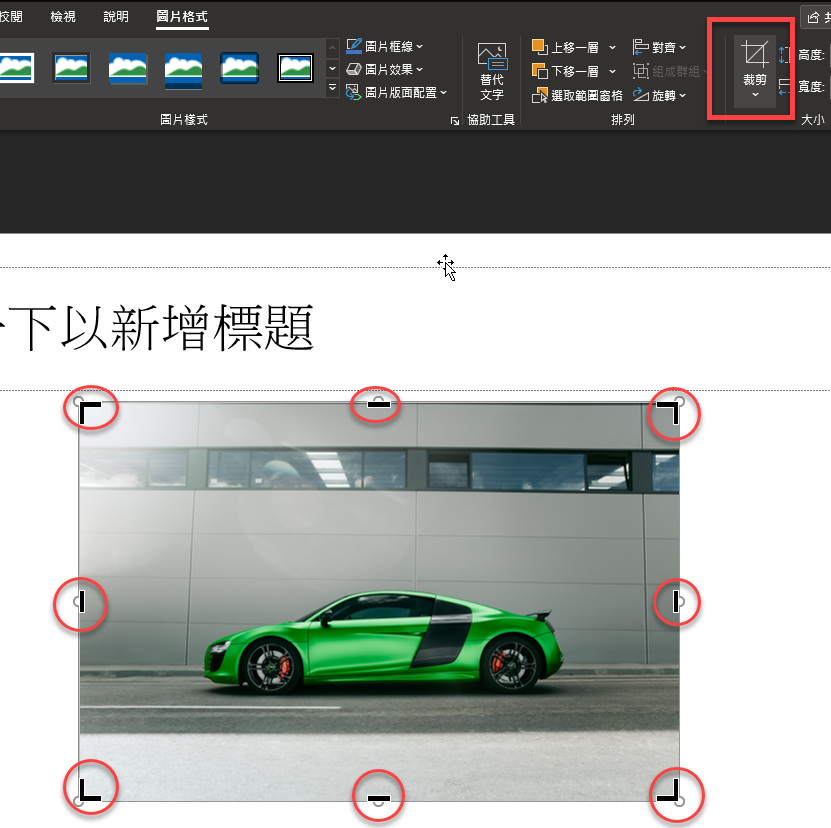 校閱 檢視 說明 圖片格式
圖片框線
圖片效果
圖片版面配置
圖片樣式
替代
文字
協助工具
上移一層
下移一層
選取範圍窗格
對齊
組成群組
旋轉
排列
裁剪
高度:
寬度:
大小
下以新增標題